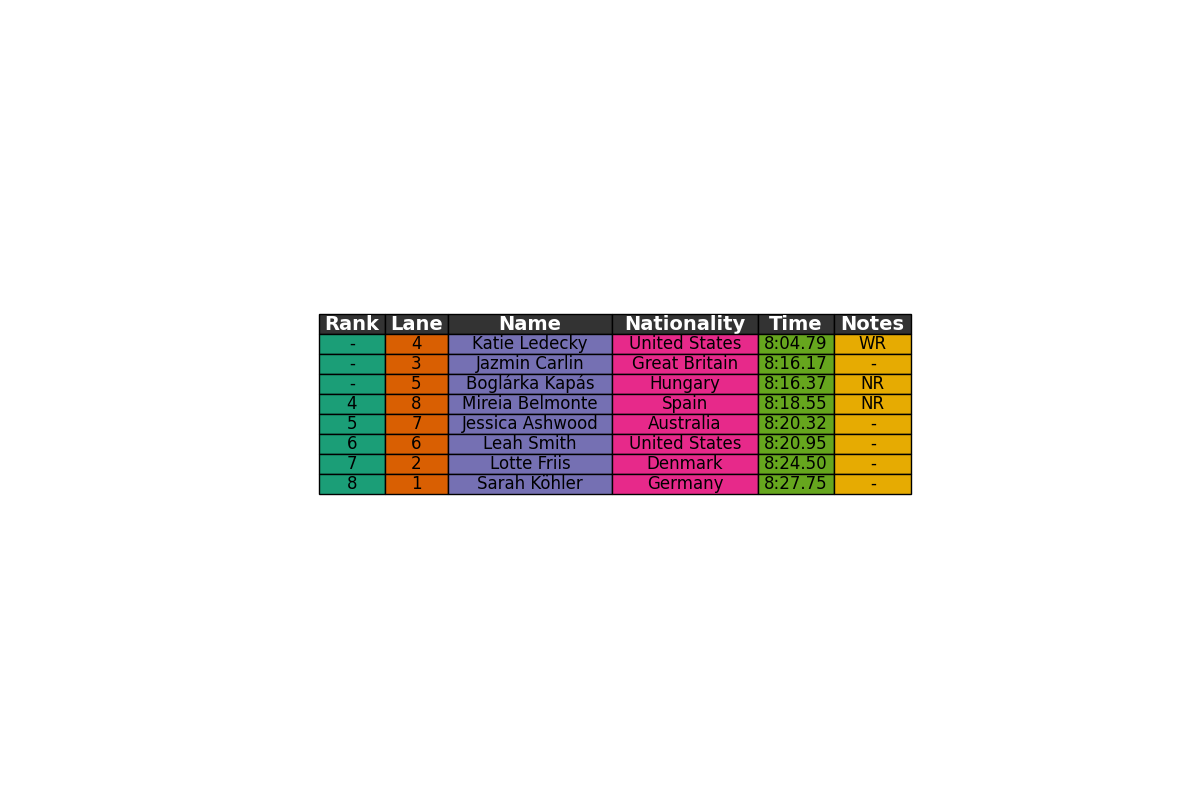 Rank Lane Name Nationality Time Notes
- 4 Katie Ledecky United States 8:04.79 WR
- 3 Jazmin Carlin Great Britain 8:16.17 -
- 5 Boglárka Kapás Hungary 8:16.37 NR
4 8 Mireia Belmonte Spain 8:18.55 NR
5 7 Jessica Ashwood Australia 8:20.32 -
6 6 Leah Smith United States 8:20.95 -
7 2 Lotte Friis Denmark 8:24.50 -
8 1 Sarah Köhler Germany 8:27.75 -